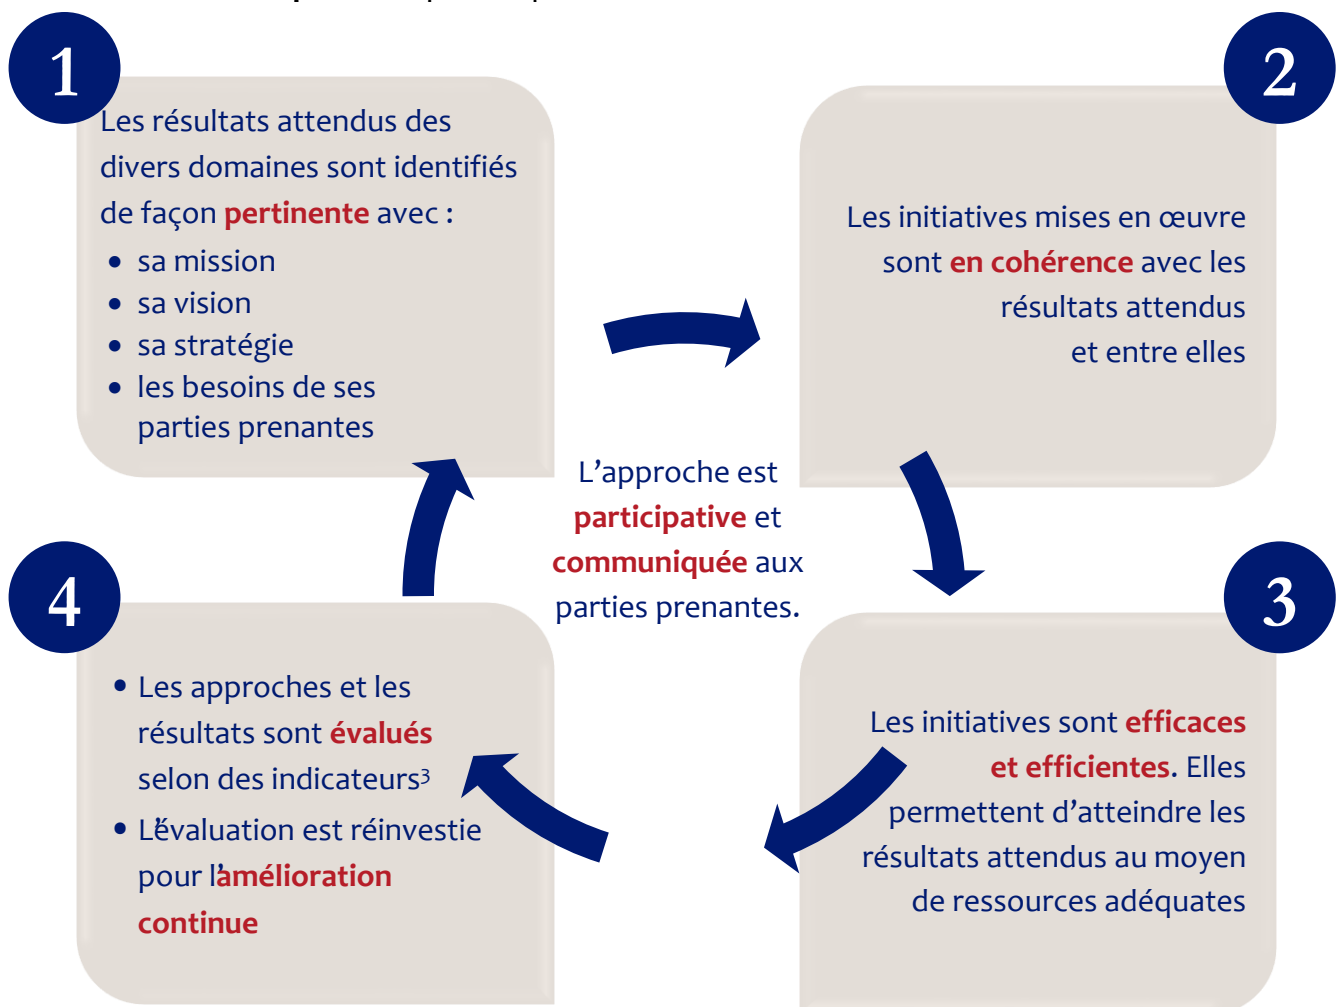 1
Les résultats attendus des
divers domaines sont identifiés
de façon pertinente avec :
• sa mission
• sa vision
• sa stratégie
• les besoins de ses
parties prenantes
2
Les initiatives mises en œuvre
sont en cohérence avec les
résultats attendus
et entre elles
L'approche est
participative et
communiquée aux
parties prenantes.
3
Les initiatives sont efficaces
et efficientes. Elles
permettent d'atteindre les
résultats attendus au moyen
de ressources adéquates
4
• Les approches et les
résultats sont évalués
selon des indicateurs³
• L'évaluation est réinvestie
pour l'amélioration
continue